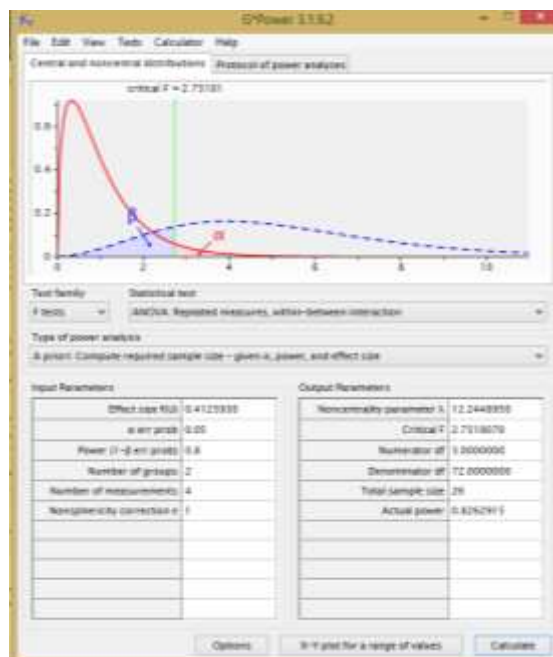 G*Power 3.1.9.2
File Edit View Tests Calculator Help
Central and noncentral distributions Protocol of power analyses
critical F = 2.73181
0.6
0.4
0.2
0
β
α
0 2 4 6 8 10
Test family Statistical test
F tests ANOVA: Repeated measures, within-between interaction
Type of power analysis
A priori: Compute required sample size - given α, power, and effect size
Input Parameters Output Parameters
Effect size f(U) 0.4123930 Noncentrality parameter λ
α err prob 0.05 Critical F 2.7318070
Power (1-β err prob) 0.8 Numerator df 3.0000000
Number of groups 2 Denominator df 72.0000000
Number of measurements 4 Total sample size 26
Nonsphericity correction ε 1 Actual power 0.8262915
Options X-Y plot for a range of values Calculate